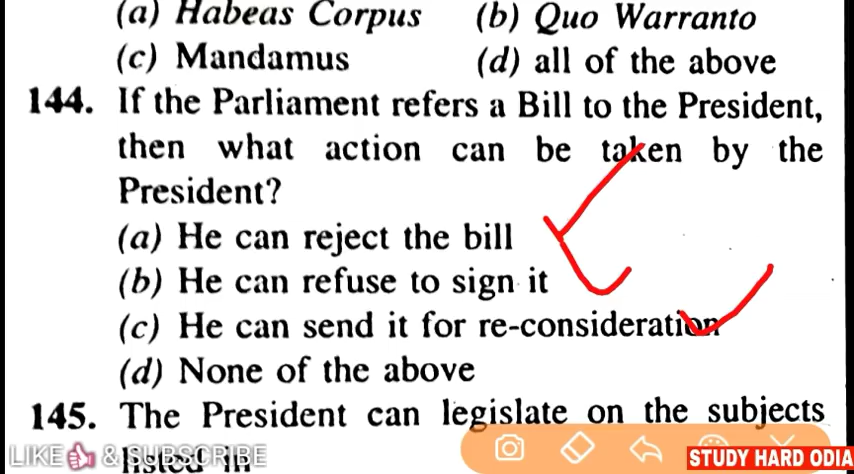 (a) Habeas Corpus (b) Quo Warranto
(c) Mandamus (d) all of the above
144. If the Parliament refers a Bill to the President,
then what action can be taken by the
President?
(a) He can reject the bill
(b) He can refuse to sign it
(c) He can send it for re-consideration
(d) None of the above
145. The President can legislate on the subjects
listed in
LIKE & SUBSCRIBE
STUDY HARD ODIA